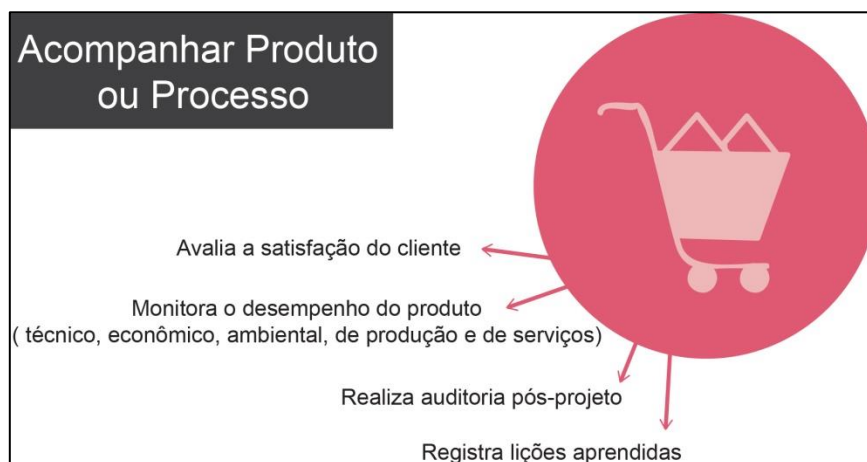 Acompanhar Produto
ou Processo
Avalia a satisfação do cliente
Monitora o desempenho do produto
( técnico, econômico, ambiental, de produção e de serviços)
Realiza auditoria pós-projeto
Registra lições aprendidas